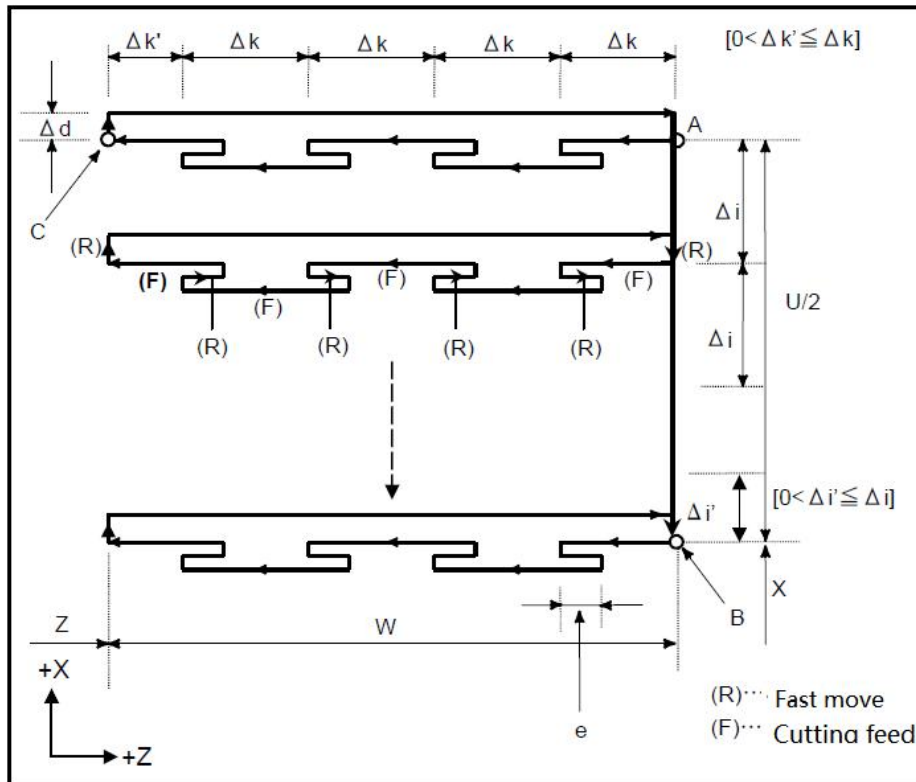 Δk' Δk Δk Δk Δk [0<Δk'≦Δk]
Δd
A
C
Δi
(R) (R)
(F) (F) (F) (F)
U/2
Δi
(R) (R) (R) (R)
[0<Δi'≦Δi]
Δi'
X
Z W B
+X
(R)… Fast move
e (F)… Cutting feed
+Z